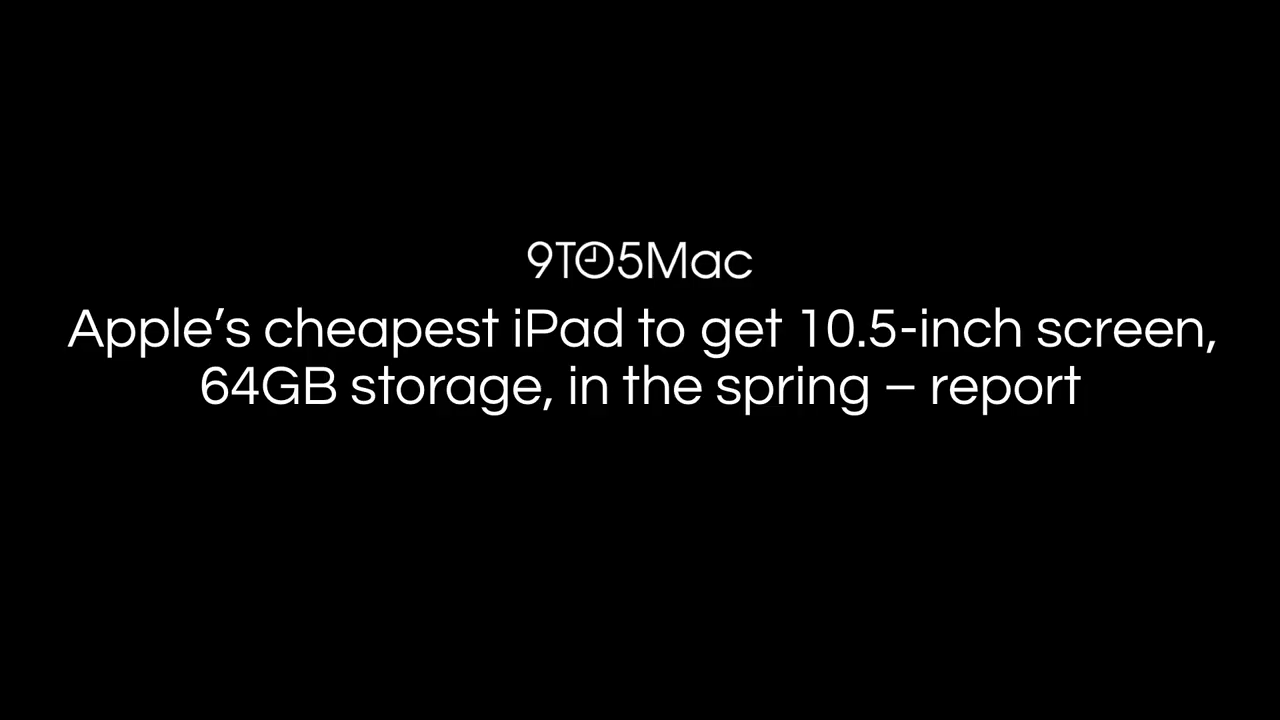 9TO5Mac
Apple’s cheapest iPad to get 10.5-inch screen,
64GB storage, in the spring – report